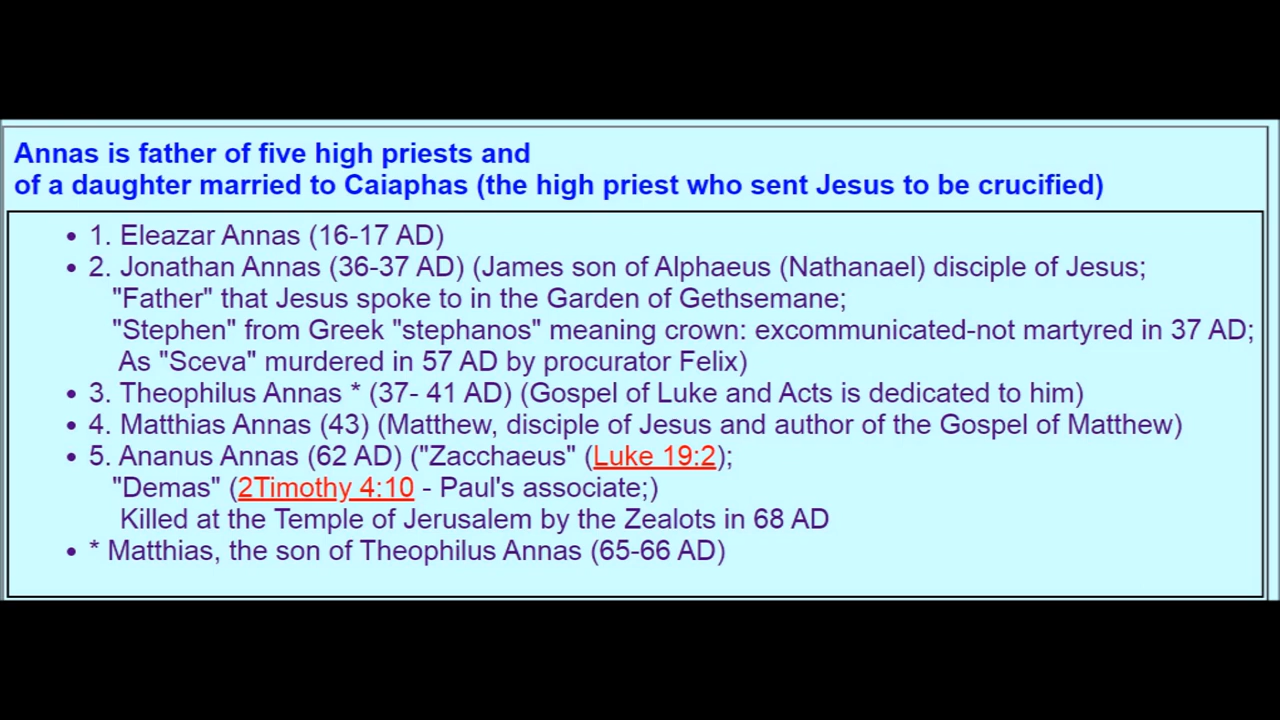 Annas is father of five high priests and
of a daughter married to Caiaphas (the high priest who sent Jesus to be crucified)
• 1. Eleazar Annas (16-17 AD)
• 2. Jonathan Annas (36-37 AD) (James son of Alphaeus (Nathanael) disciple of Jesus;
"Father" that Jesus spoke to in the Garden of Gethsemane;
"Stephen" from Greek "stephanos" meaning crown: excommunicated-not martyred in 37 AD;
As "Sceva" murdered in 57 AD by procurator Felix)
• 3. Theophilus Annas * (37- 41 AD) (Gospel of Luke and Acts is dedicated to him)
• 4. Matthias Annas (43) (Matthew, disciple of Jesus and author of the Gospel of Matthew)
• 5. Ananus Annas (62 AD) ("Zacchaeus" (Luke 19:2);
"Demas" (2Timothy 4:10 - Paul's associate;)
Killed at the Temple of Jerusalem by the Zealots in 68 AD
• * Matthias, the son of Theophilus Annas (65-66 AD)